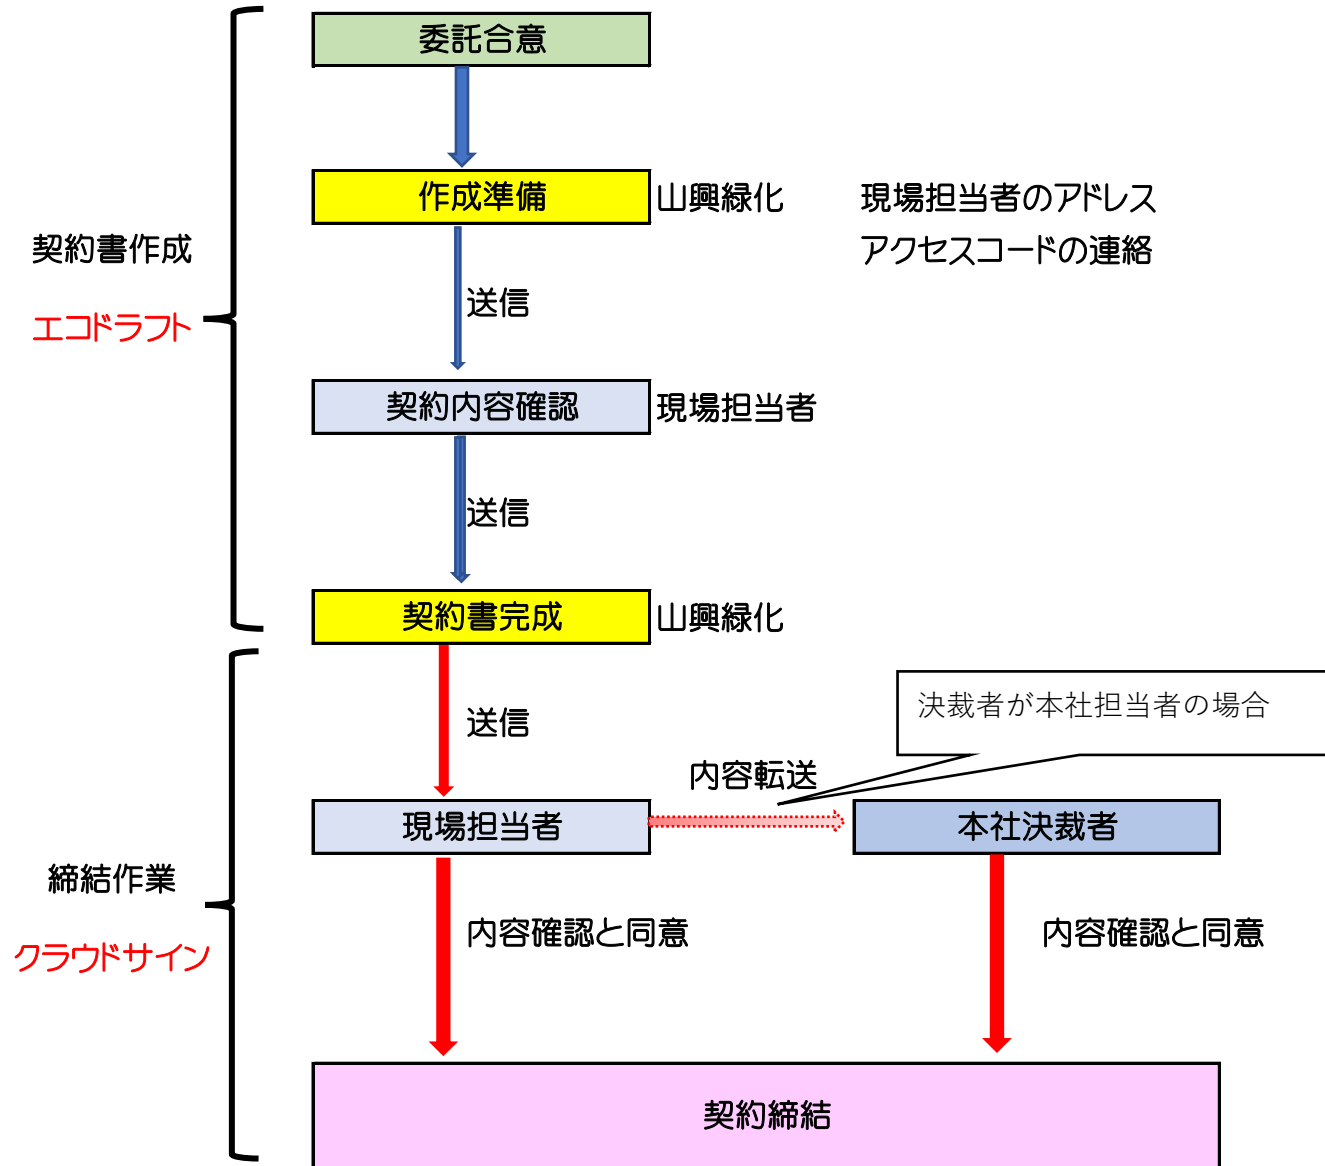 委託合意
作成準備
山興緑化
現場担当者のアドレス
アクセスコードの連絡
契約書作成
エコドラフト
送信
契約内容確認
現場担当者
送信
契約書完成
山興緑化
決裁者が本社担当者の場合
送信
内容転送
現場担当者
本社決裁者
締結作業
クラウドサイン
内容確認と同意
内容確認と同意
契約締結